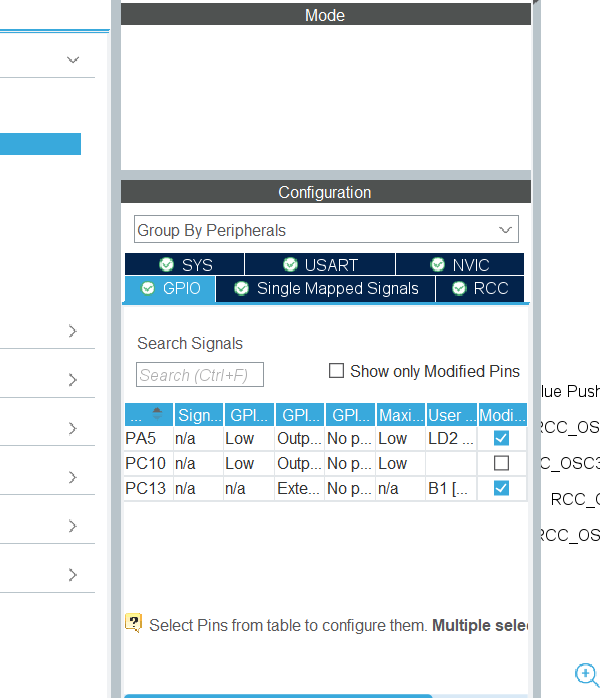 Mode
Configuration
Group By Peripherals
SYS USART NVIC
GPIO Single Mapped Signals RCC
Search Signals
Search (Ctrl+F) Show only Modified Pins
... Sign... GPI... GPI... GPI... Maxi... User ... Modi...
PA5 n/a Low Outp... No p... Low LD2 ...
PC10 n/a Low Outp... No p... Low
PC13 n/a n/a Exte... No p... n/a B1 [...
Select Pins from table to configure them. Multiple sele
lue Push
RCC_OS
C_OSC3
RCC_O
RCC_OS